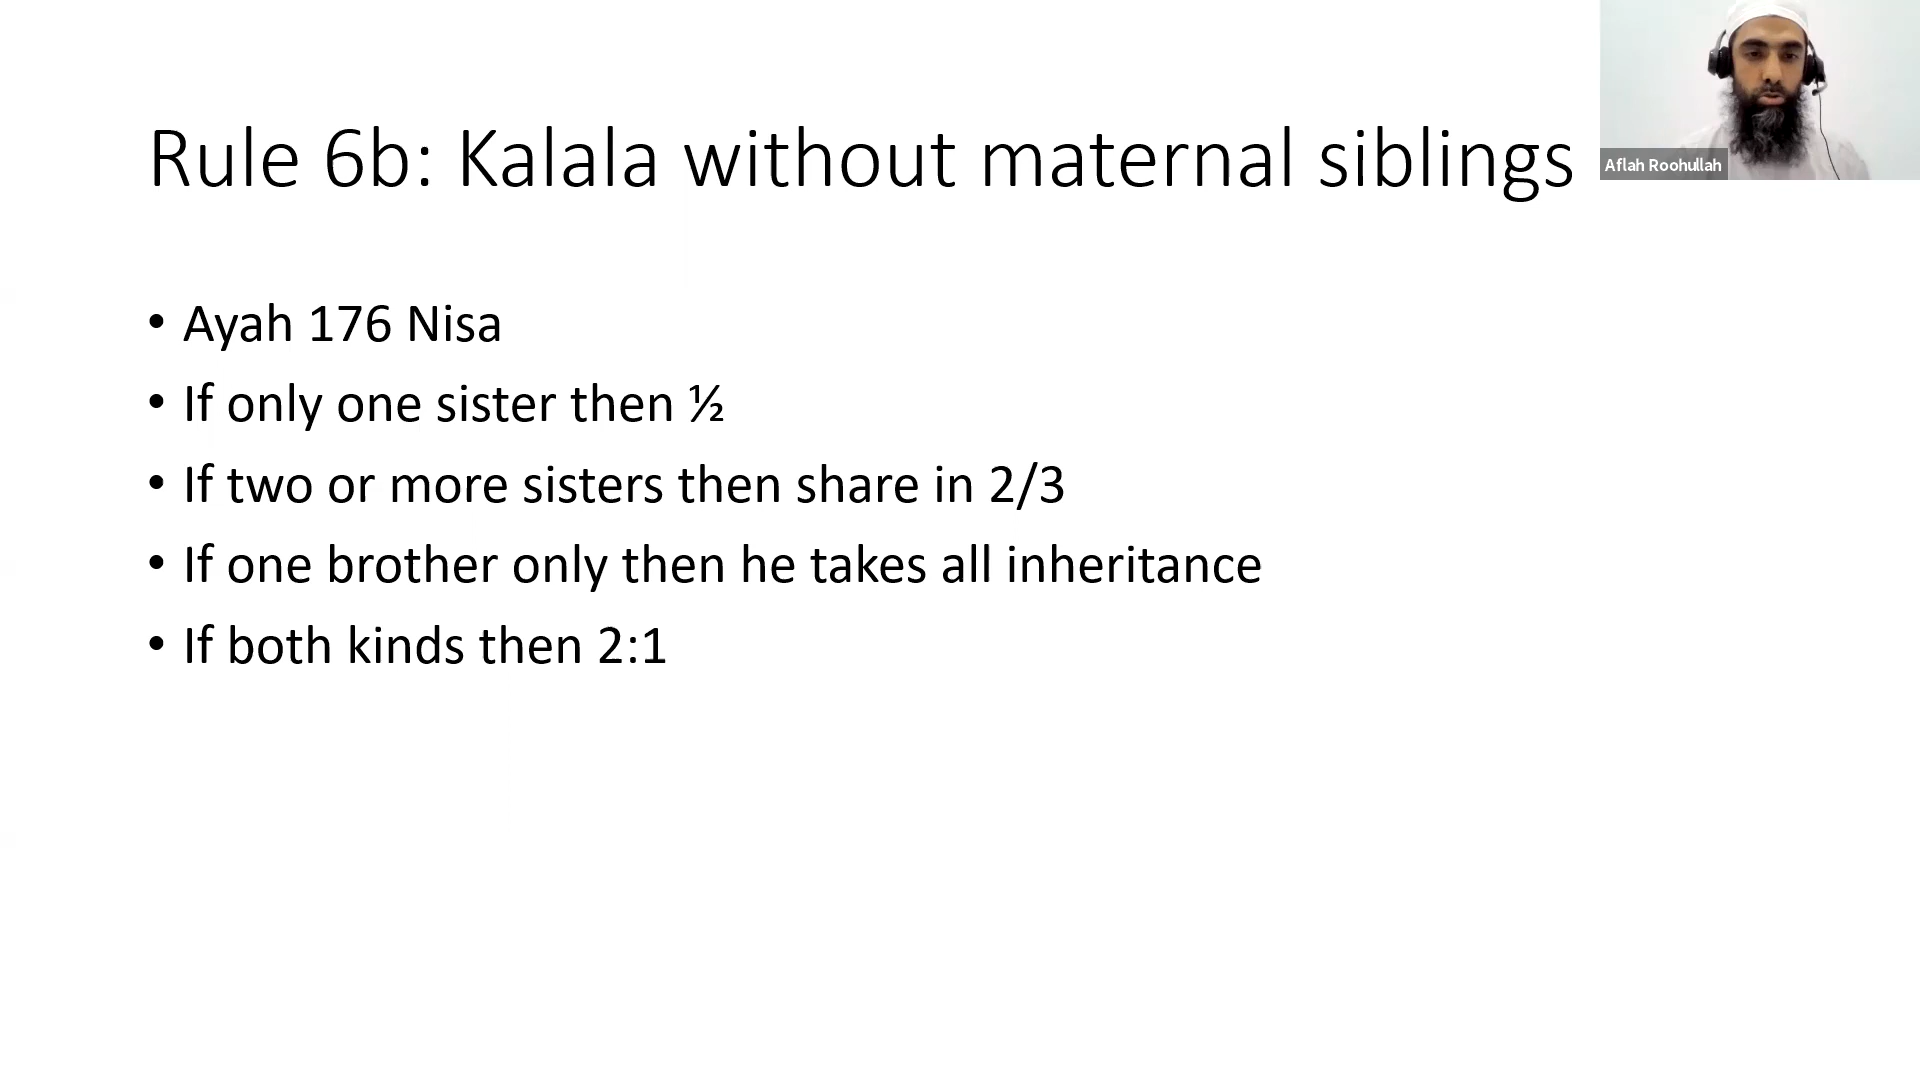 Rule 6b: Kalala without maternal siblings
Aflah Roohullah
• Ayah 176 Nisa
• If only one sister then ½
• If two or more sisters then share in 2/3
• If one brother only then he takes all inheritance
• If both kinds then 2:1